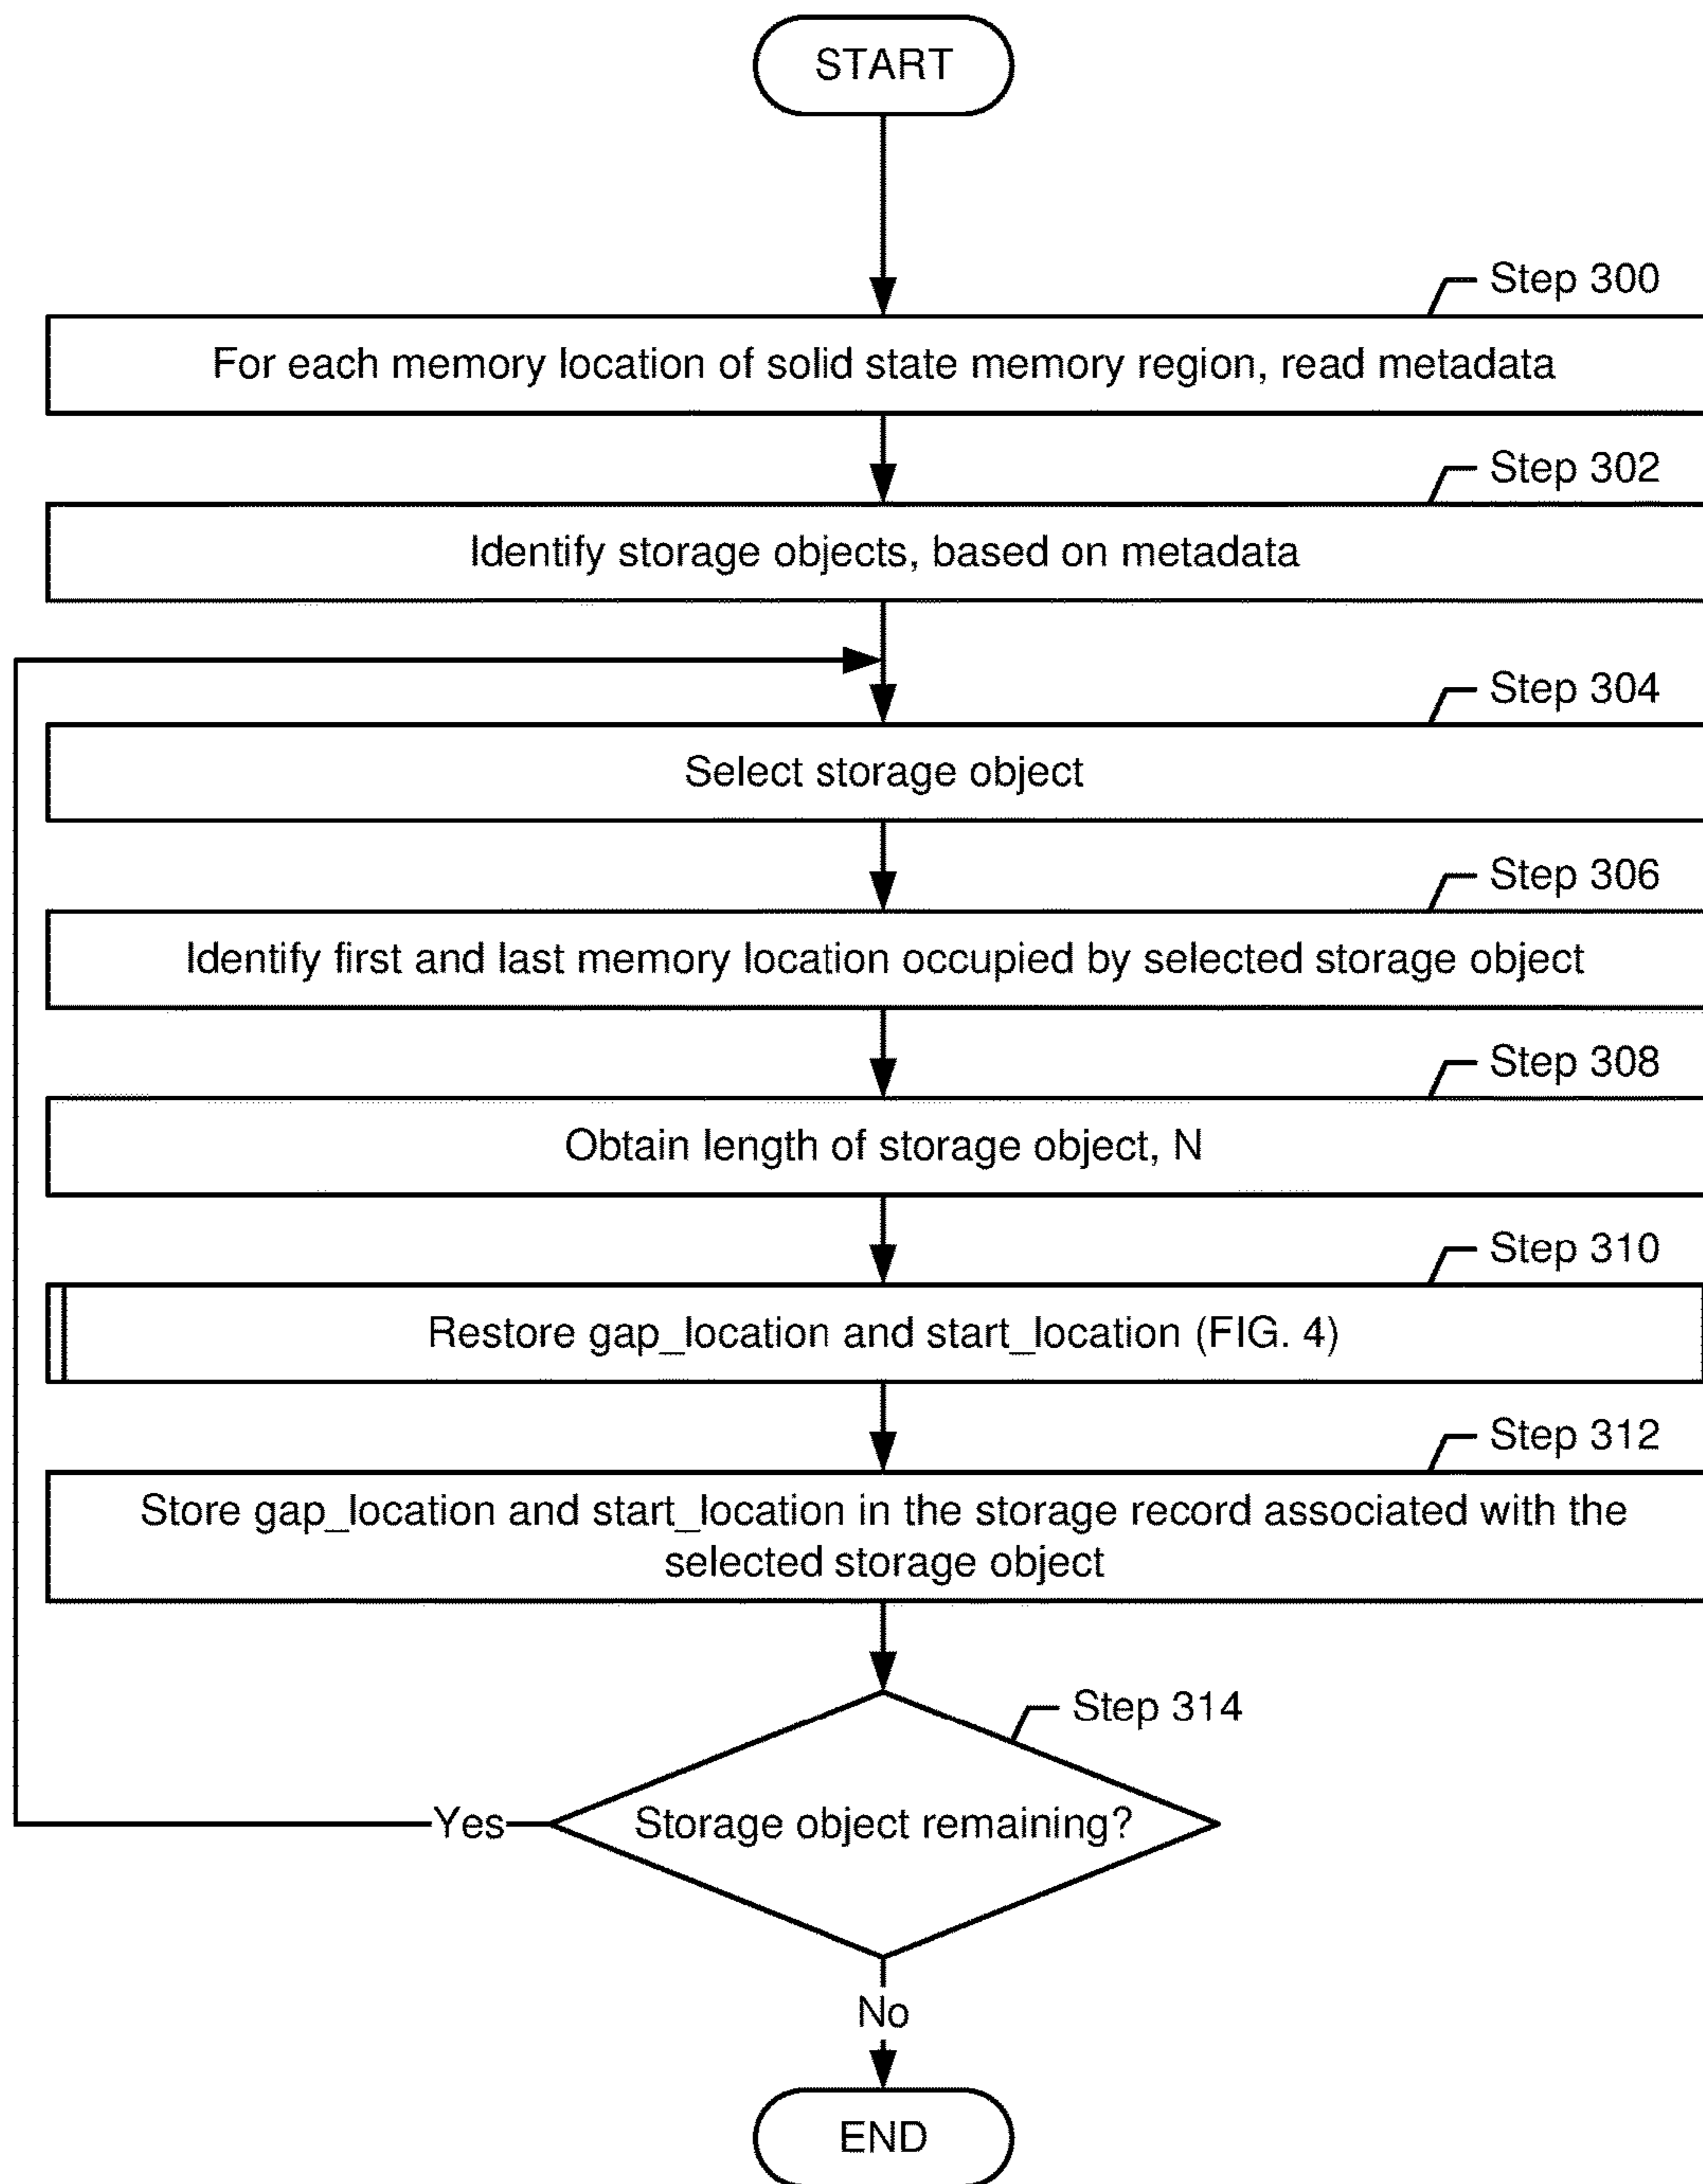 START
Step 300
For each memory location of solid state memory region, read metadata
Step 302
Identify storage objects, based on metadata
Step 304
Select storage object
Step 306
Identify first and last memory location occupied by selected storage object
Step 308
Obtain length of storage object, N
Step 310
Restore gap_location and start_location (FIG. 4)
Step 312
Store gap_location and start_location in the storage record associated with the
selected storage object
Step 314
Storage object remaining?
Yes
No
END